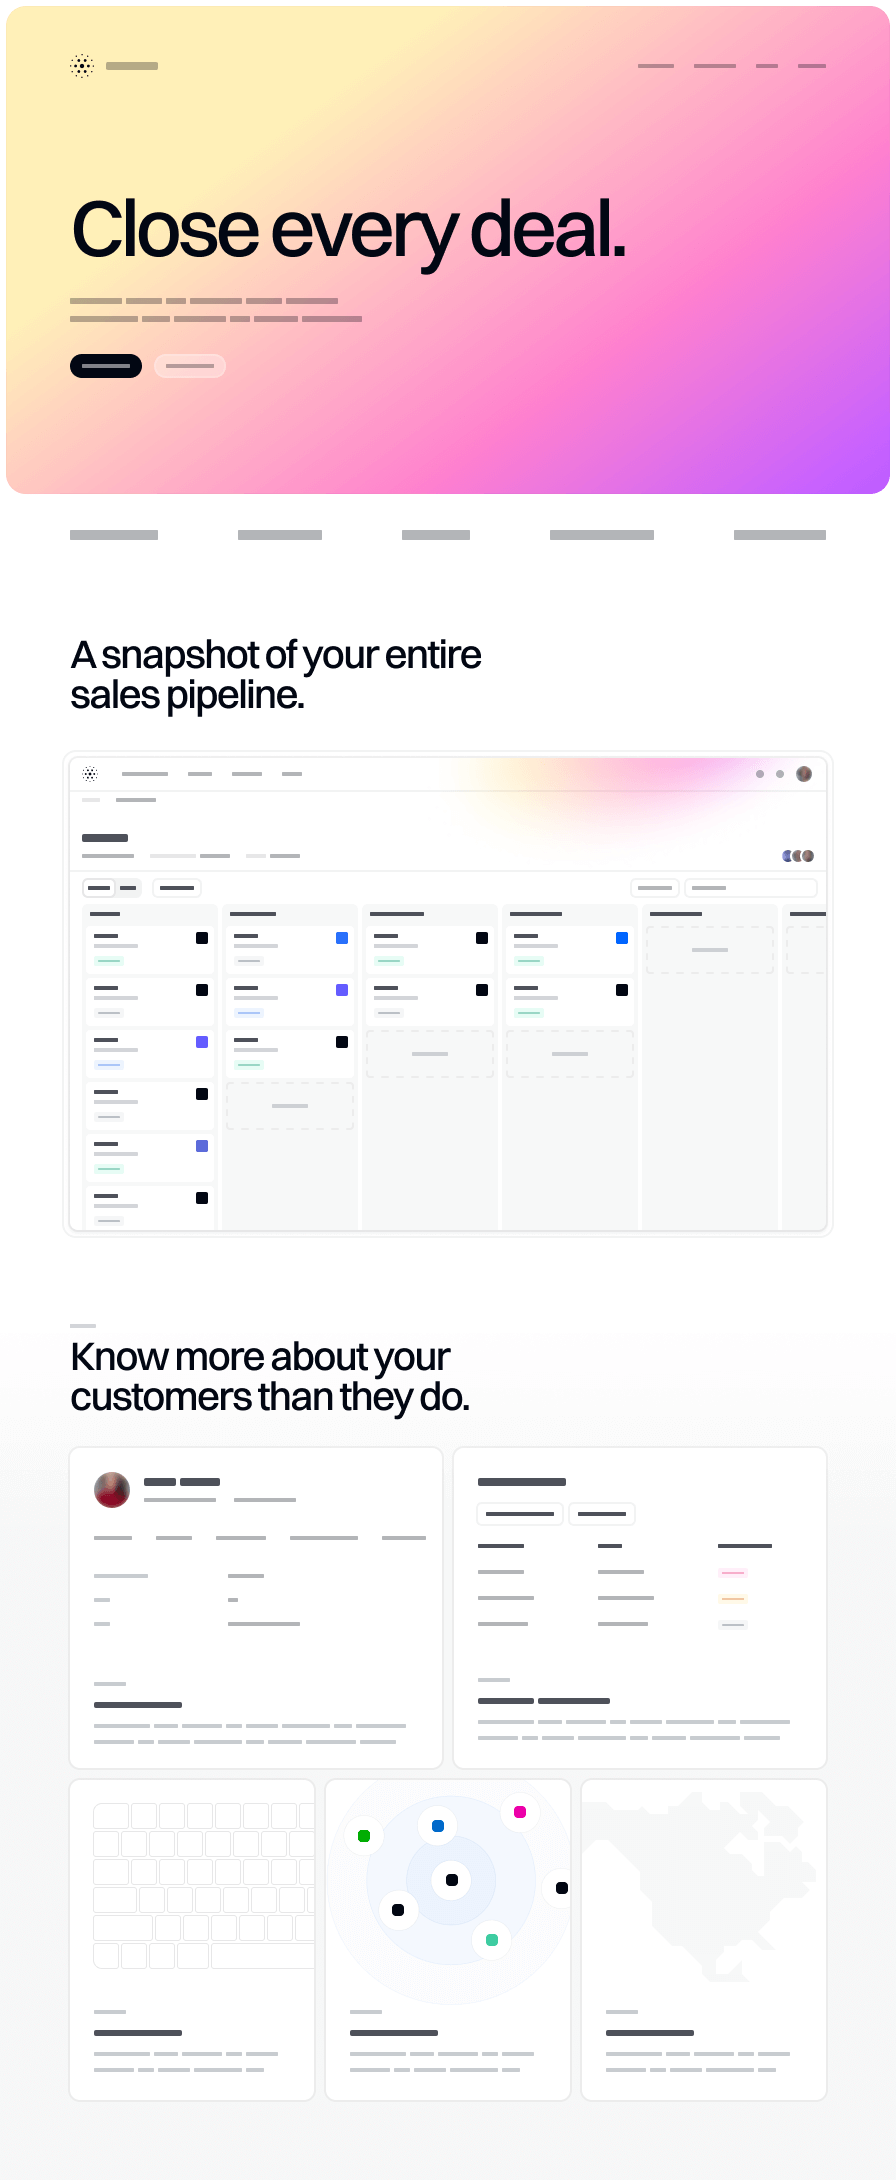 Close every deal.
A snapshot of your entire
sales pipeline.
Know more about your
customers than they do.